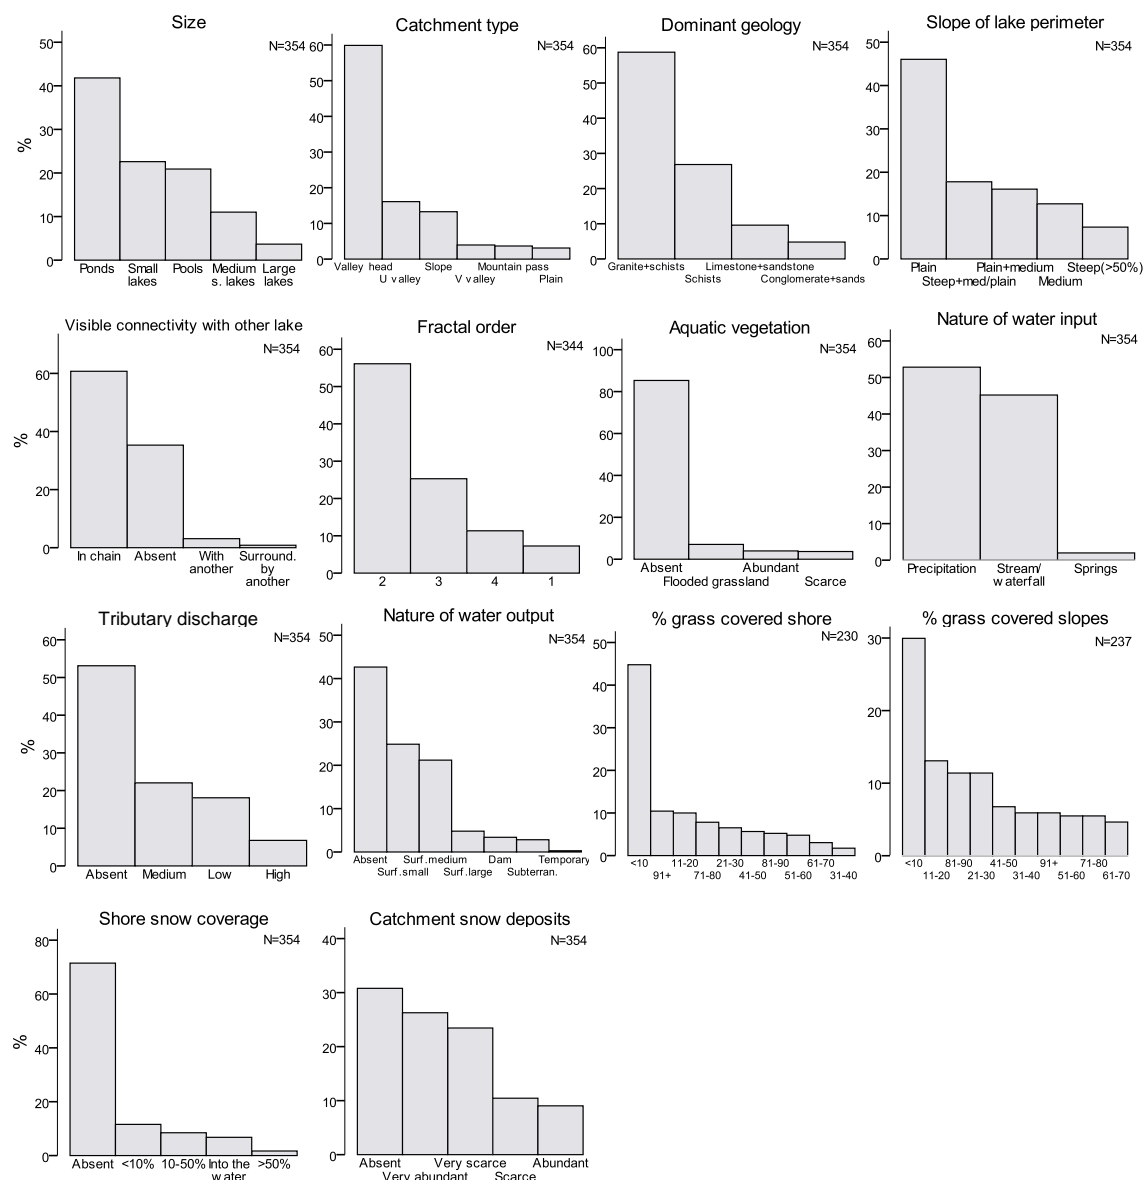 Size
N=354
50
40
30
20
10
0
%
Ponds Small lakes Pools Medium s. lakes Large lakes
Catchment type
N=354
60
50
40
30
20
10
0
Valley head Slope Mountain pass
U valley V valley Plain
Dominant geology
N=354
60
50
40
30
20
10
0
Granite+schists Limestone+sandstone
Schists Conglomerate+sands
Slope of lake perimeter
N=354
50
40
30
20
10
0
Plain Plain+medium Steep(>50%)
Steep+med/plain Medium
Visible connectivity with other lake
N=354
60
40
20
0
%
In chain Absent With another Surround. by another
Fractal order
N=344
60
50
40
30
20
10
0
2 3 4 1
Aquatic vegetation
N=354
100
80
60
40
20
0
Absent Abundant
Flooded grassland Scarce
Nature of water input
N=354
60
50
40
30
20
10
0
Precipitation Stream/ waterfall Springs
Tributary discharge
N=354
60
50
40
30
20
10
0
%
Absent Medium Low High
Nature of water output
N=354
50
40
30
20
10
0
Absent Surf.medium Dam Temporary
Surf.small Surf.large Subterran.
% grass covered shore
N=230
50
40
30
20
10
0
<10 11-20 21-30 81-90 61-70
91+ 71-80 41-50 51-60 31-40
% grass covered slopes
N=237
30
20
10
0
<10 81-90 41-50 91+ 71-80
11-20 21-30 31-40 51-60 61-70
Shore snow coverage
N=354
80
60
40
20
0
%
Absent <10% 10-50% Into the water >50%
Catchment snow deposits
N=354
40
30
20
10
0
Absent Very scarce Abundant
Very abundant Scarce